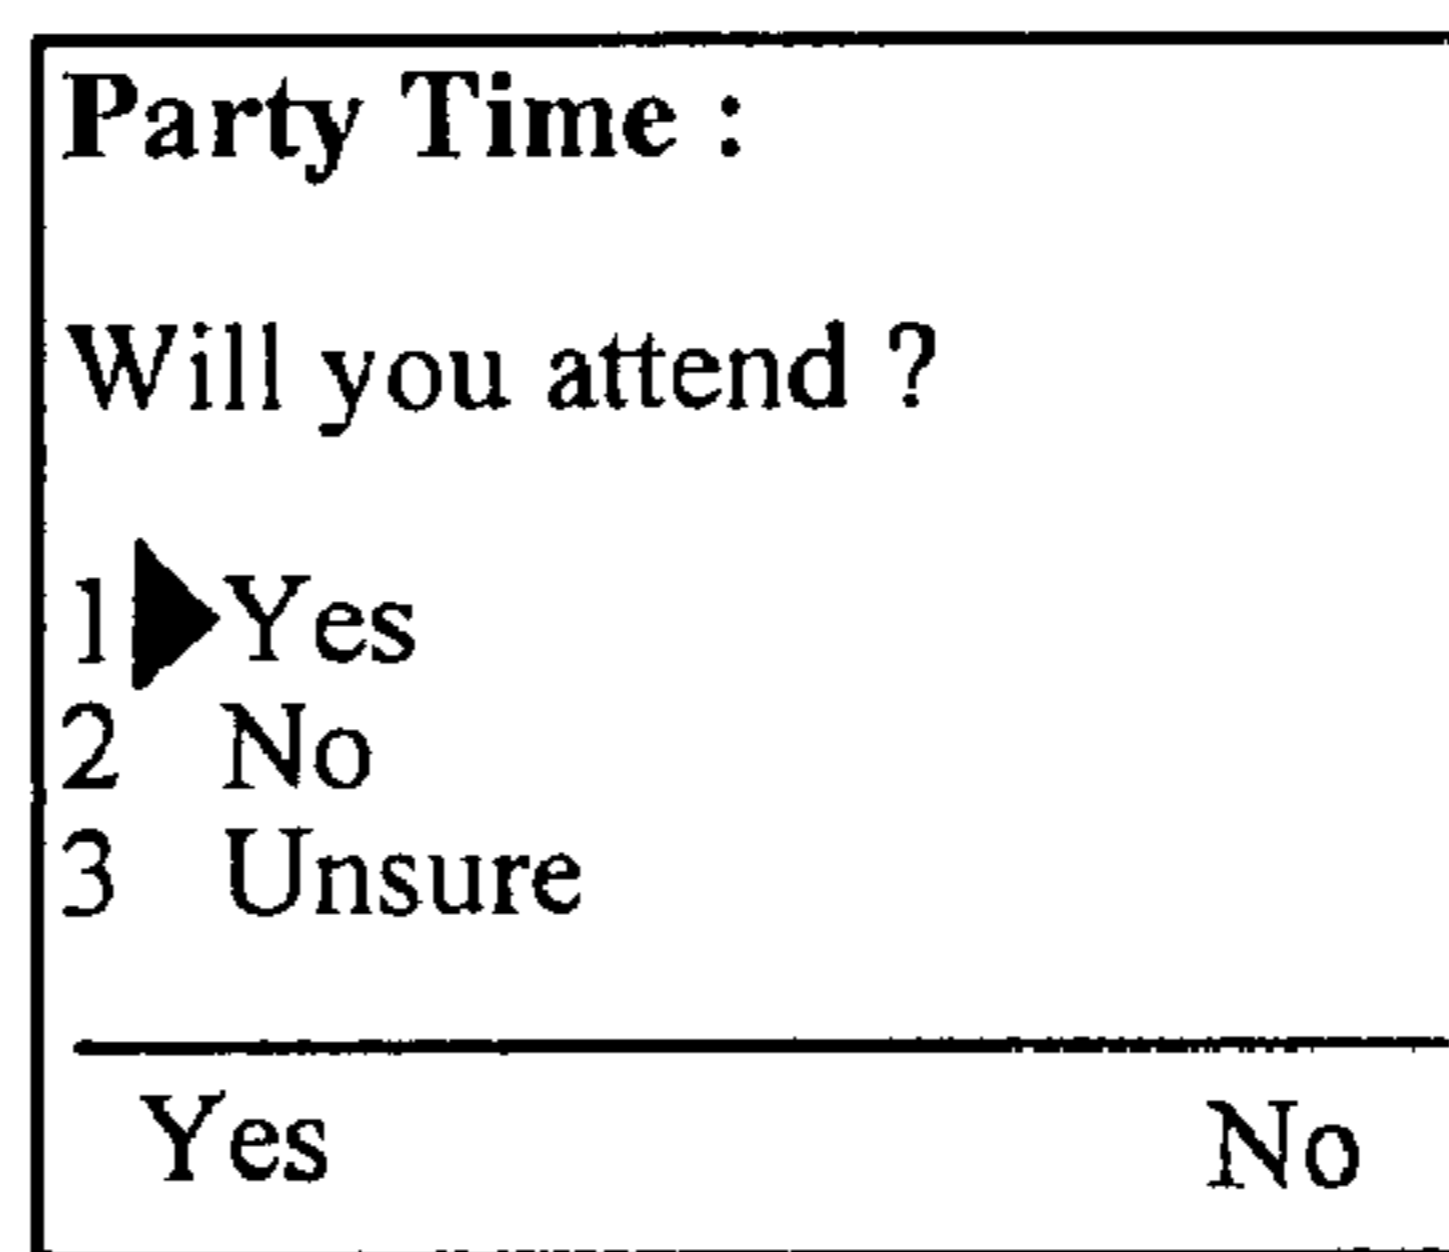 Party Time :
Will you attend ?
1 Yes
2 No
3 Unsure
Yes No